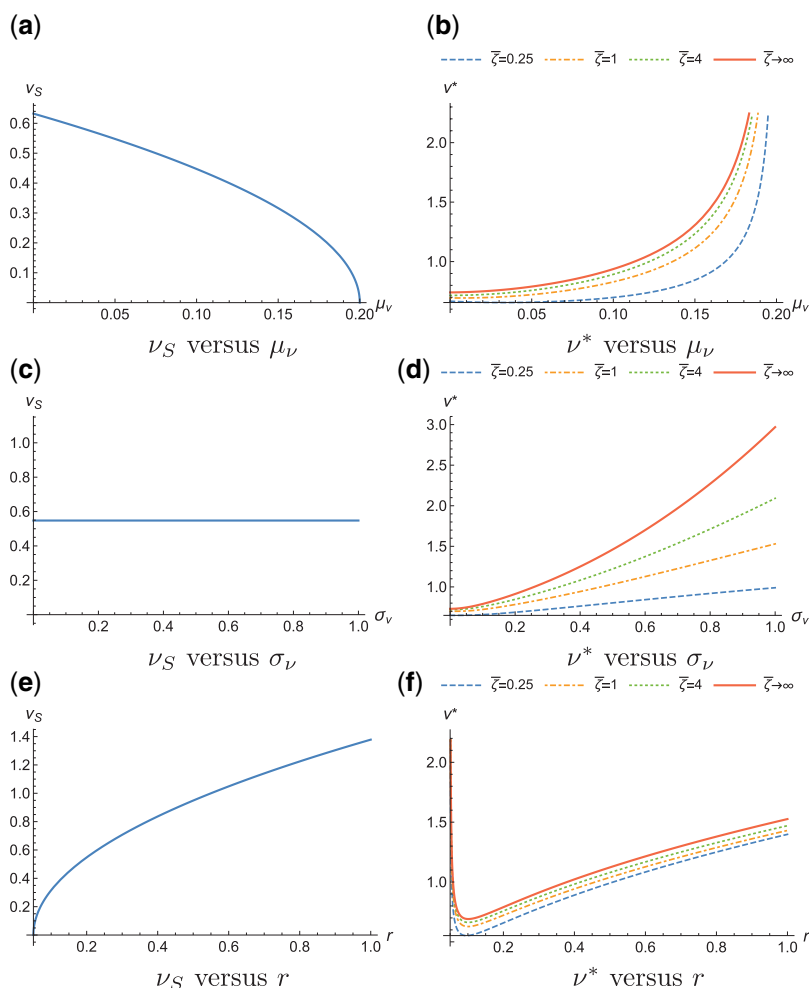 (a)
ν_S
0.6
0.5
0.4
0.3
0.2
0.1
0.05 0.10 0.15 0.20 μ_ν
ν_S versus μ_ν
(b)
ζ̄=0.25 ζ̄=1 ζ̄=4 ζ̄→∞
ν*
2.0
1.5
1.0
0.05 0.10 0.15 0.20 μ_ν
ν* versus μ_ν
(c)
ν_S
1.0
0.8
0.6
0.4
0.2
0.2 0.4 0.6 0.8 1.0 σ_ν
ν_S versus σ_ν
(d)
ζ̄=0.25 ζ̄=1 ζ̄=4 ζ̄→∞
ν*
3.0
2.5
2.0
1.5
1.0
0.2 0.4 0.6 0.8 1.0 σ_ν
ν* versus σ_ν
(e)
ν_S
1.4
1.2
1.0
0.8
0.6
0.4
0.2
0.2 0.4 0.6 0.8 1.0 r
ν_S versus r
(f)
ζ̄=0.25 ζ̄=1 ζ̄=4 ζ̄→∞
ν*
2.0
1.5
1.0
0.2 0.4 0.6 0.8 1.0 r
ν* versus r